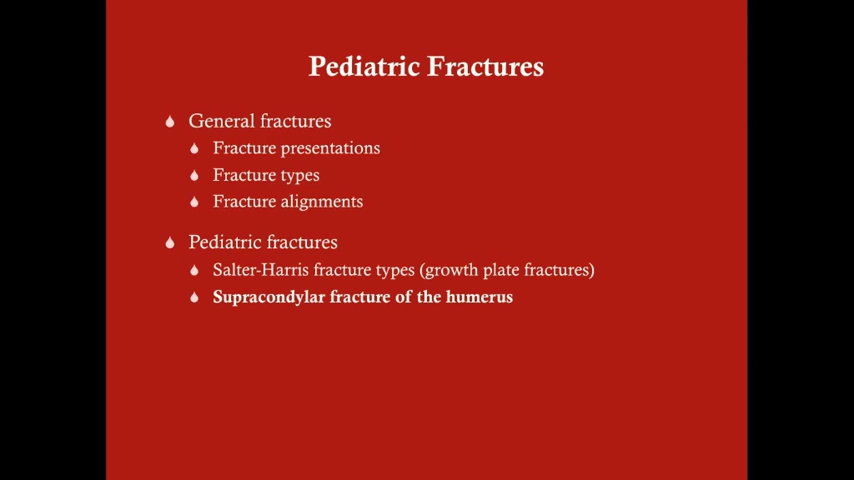 Pediatric Fractures
General fractures
Fracture presentations
Fracture types
Fracture alignments
Pediatric fractures
Salter-Harris fracture types (growth plate fractures)
Supracondylar fracture of the humerus